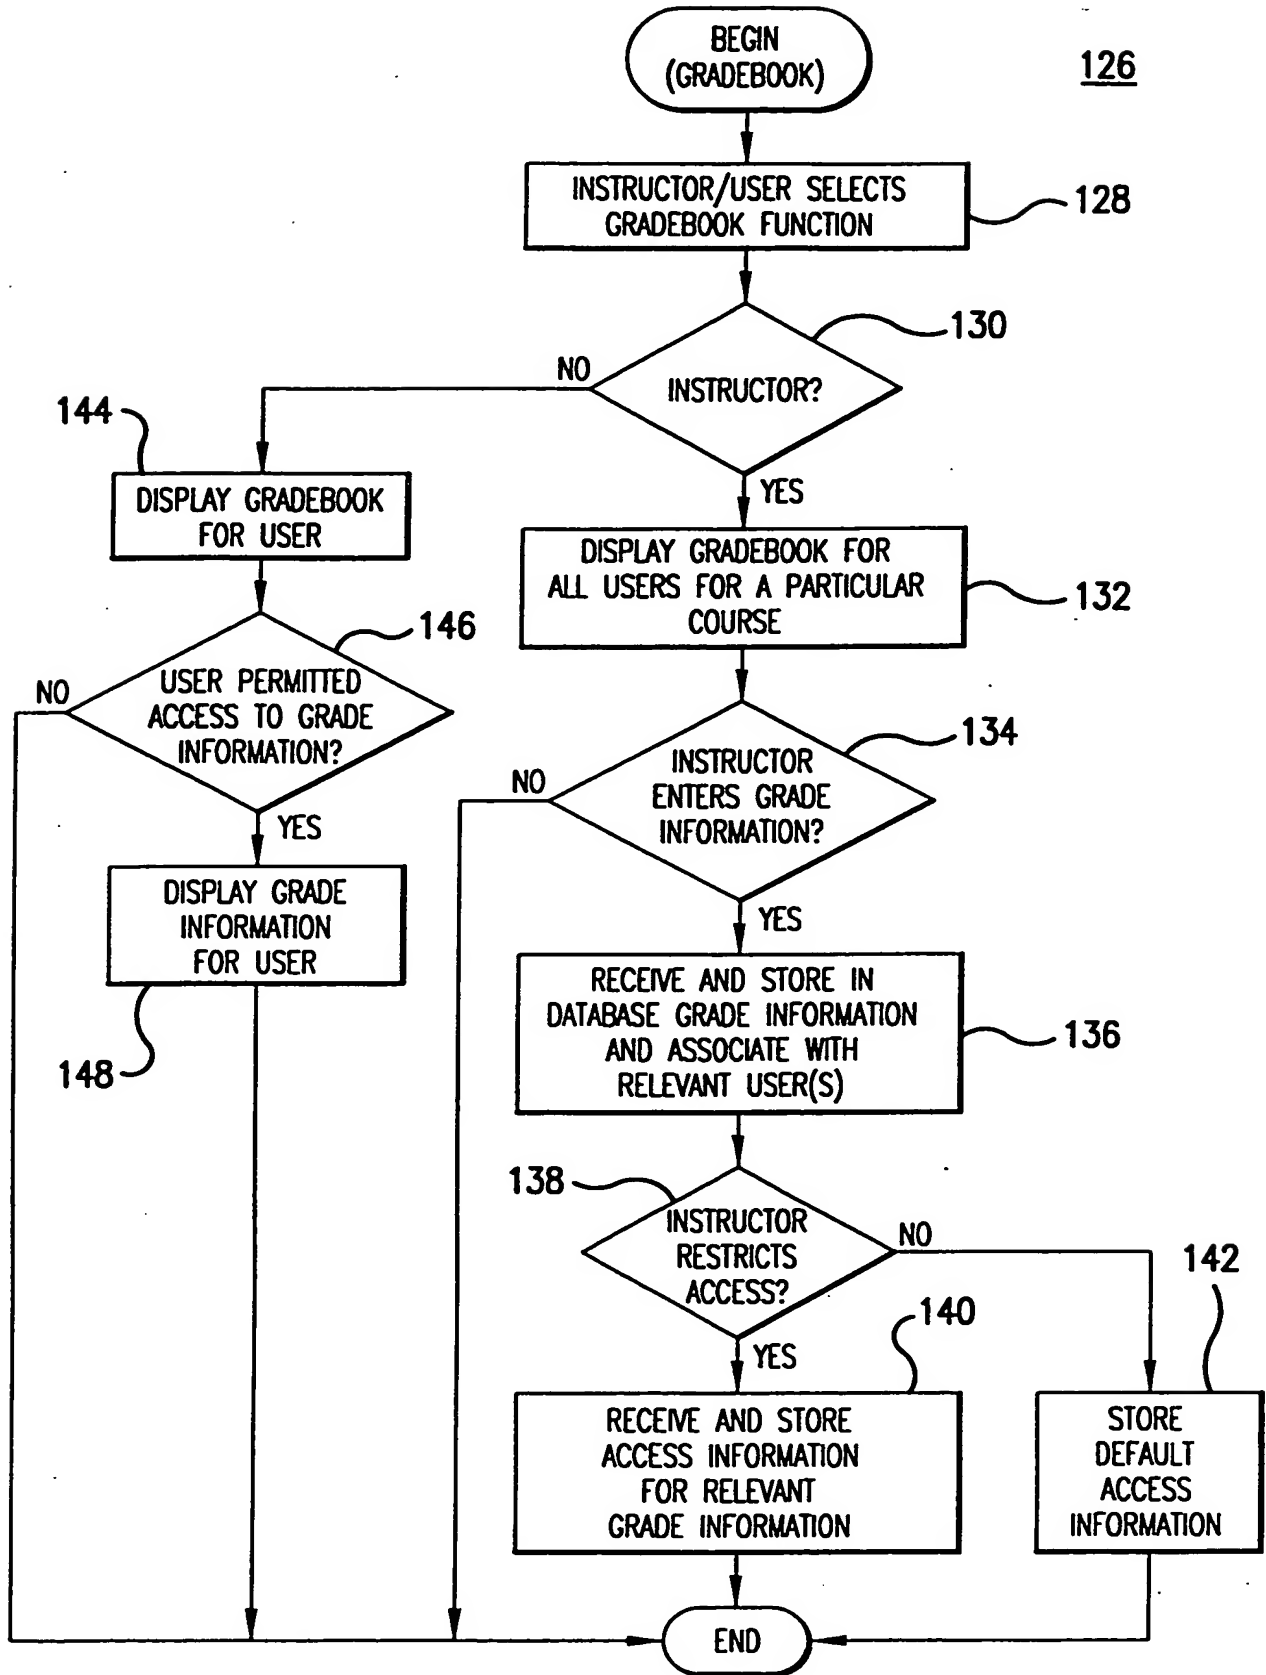 BEGIN
(GRADEBOOK)
126
INSTRUCTOR/USER SELECTS
GRADEBOOK FUNCTION
128
130
INSTRUCTOR?
NO
YES
144
DISPLAY GRADEBOOK
FOR USER
DISPLAY GRADEBOOK FOR
ALL USERS FOR A PARTICULAR
COURSE
132
146
USER PERMITTED
ACCESS TO GRADE
INFORMATION?
NO
YES
134
INSTRUCTOR
ENTERS GRADE
INFORMATION?
NO
YES
DISPLAY GRADE
INFORMATION
FOR USER
148
RECEIVE AND STORE IN
DATABASE GRADE INFORMATION
AND ASSOCIATE WITH
RELEVANT USER(S)
136
138
INSTRUCTOR
RESTRICTS
ACCESS?
NO
YES
142
140
RECEIVE AND STORE
ACCESS INFORMATION
FOR RELEVANT
GRADE INFORMATION
STORE
DEFAULT
ACCESS
INFORMATION
END